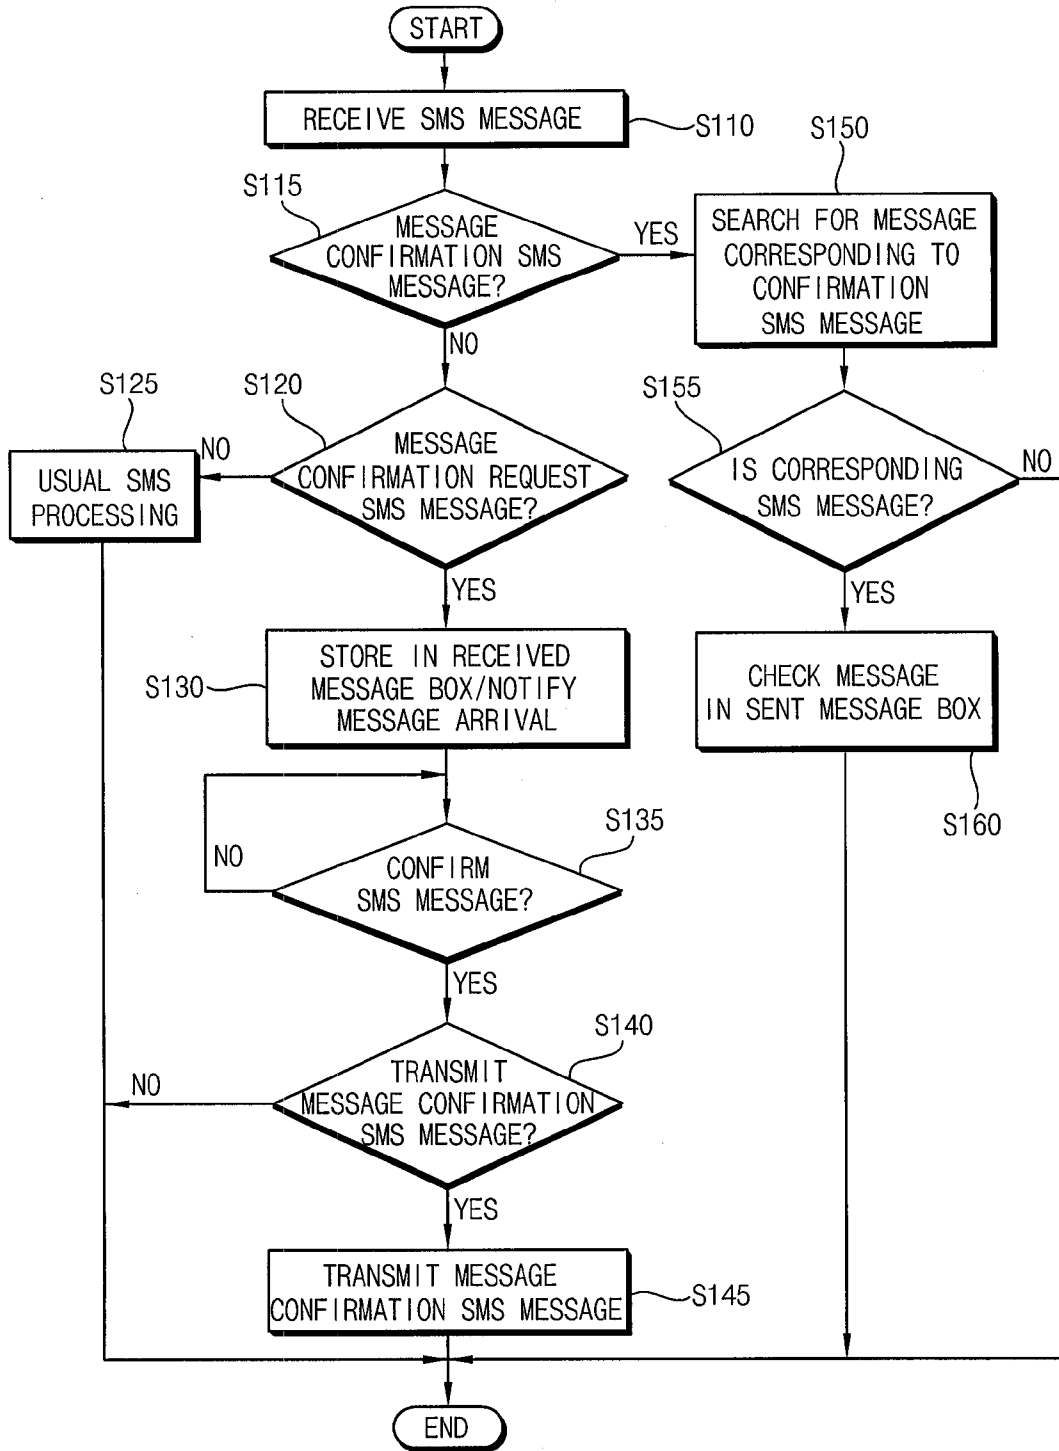 START
RECEIVE SMS MESSAGE
S110
S115
MESSAGE
CONFIRMATION SMS
MESSAGE?
YES
NO
S150
SEARCH FOR MESSAGE
CORRESPONDING TO
CONFIRMATION
SMS MESSAGE
S125
USUAL SMS
PROCESSING
NO
S120
MESSAGE
CONFIRMATION REQUEST
SMS MESSAGE?
YES
S155
IS CORRESPONDING
SMS MESSAGE?
NO
YES
S130
STORE IN RECEIVED
MESSAGE BOX/NOTIFY
MESSAGE ARRIVAL
CHECK MESSAGE
IN SENT MESSAGE BOX
S160
S135
CONFIRM
SMS MESSAGE?
NO
YES
S140
TRANSMIT
MESSAGE CONFIRMATION
SMS MESSAGE?
NO
YES
TRANSMIT MESSAGE
CONFIRMATION SMS MESSAGE
S145
END